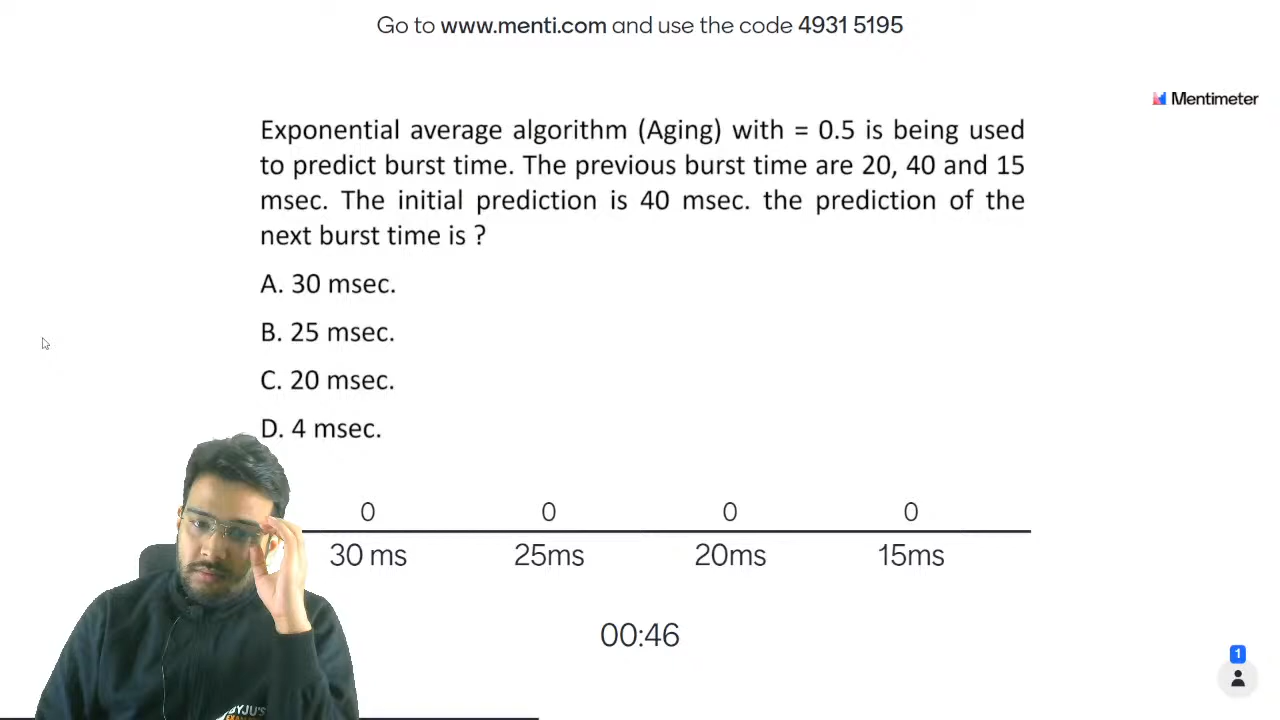 Go to www.menti.com and use the code 4931 5195
Mentimeter
Exponential average algorithm (Aging) with = 0.5 is being used
to predict burst time. The previous burst time are 20, 40 and 15
msec. The initial prediction is 40 msec. the prediction of the
next burst time is ?
A. 30 msec.
B. 25 msec.
C. 20 msec.
D. 4 msec.
0 0 0 0
30 ms 25ms 20ms 15ms
00:46
1
BYJU'S